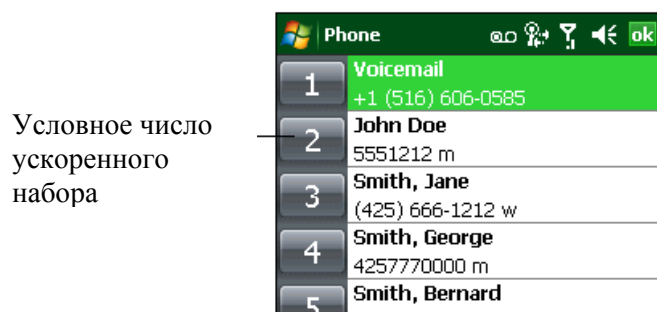 Phone ok
Условное число
ускоренного
набора
1 Voicemail
+1 (516) 606-0585
2 John Doe
5551212 m
3 Smith, Jane
(425) 666-1212 w
4 Smith, George
4257770000 m
5 Smith, Bernard